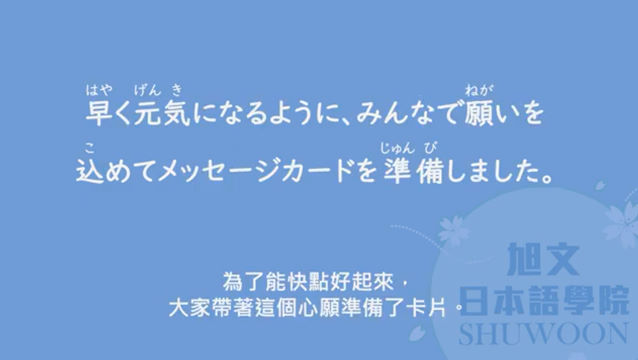 はや げん き ねが
早く元気になるように、みんなで願いを
こ じゅん び
込めてメッセージカードを準備しました。
為了能快點好起來，
大家帶著這個心願準備了卡片。
旭文
日本語學院
SHUWOON